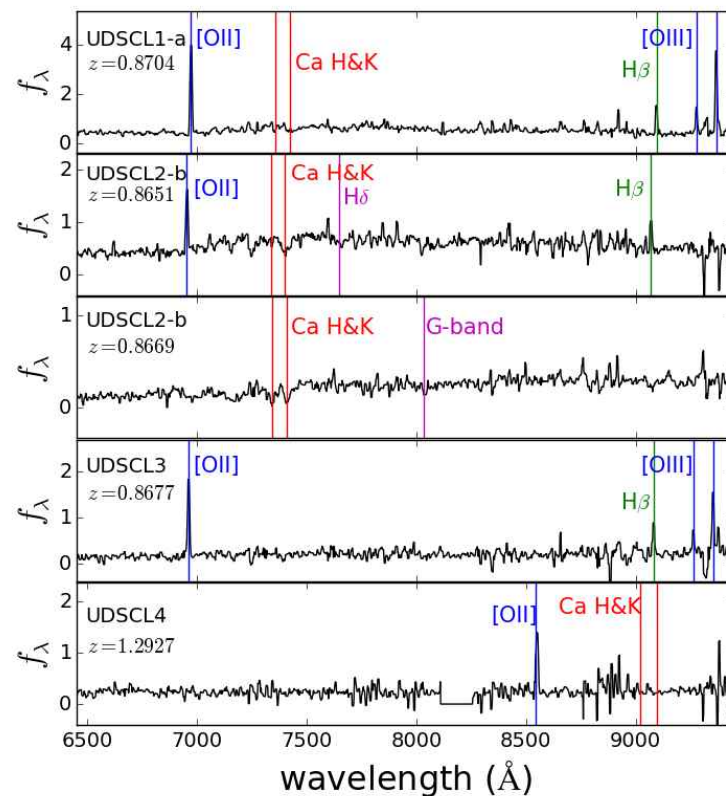 UDSCL1-a [OII] [OIII]
z=0.8704 Ca H&K Hβ
4
2
0
fλ
UDSCL2-b Ca H&K
z=0.8651 [OII] Hδ Hβ
2
1
0
fλ
UDSCL2-b Ca H&K G-band
z=0.8669
1
0
fλ
UDSCL3 [OII] [OIII]
z=0.8677 Hβ
2
1
0
fλ
UDSCL4 [OII] Ca H&K
z=1.2927
2
1
0
fλ
6500 7000 7500 8000 8500 9000
wavelength (Å)